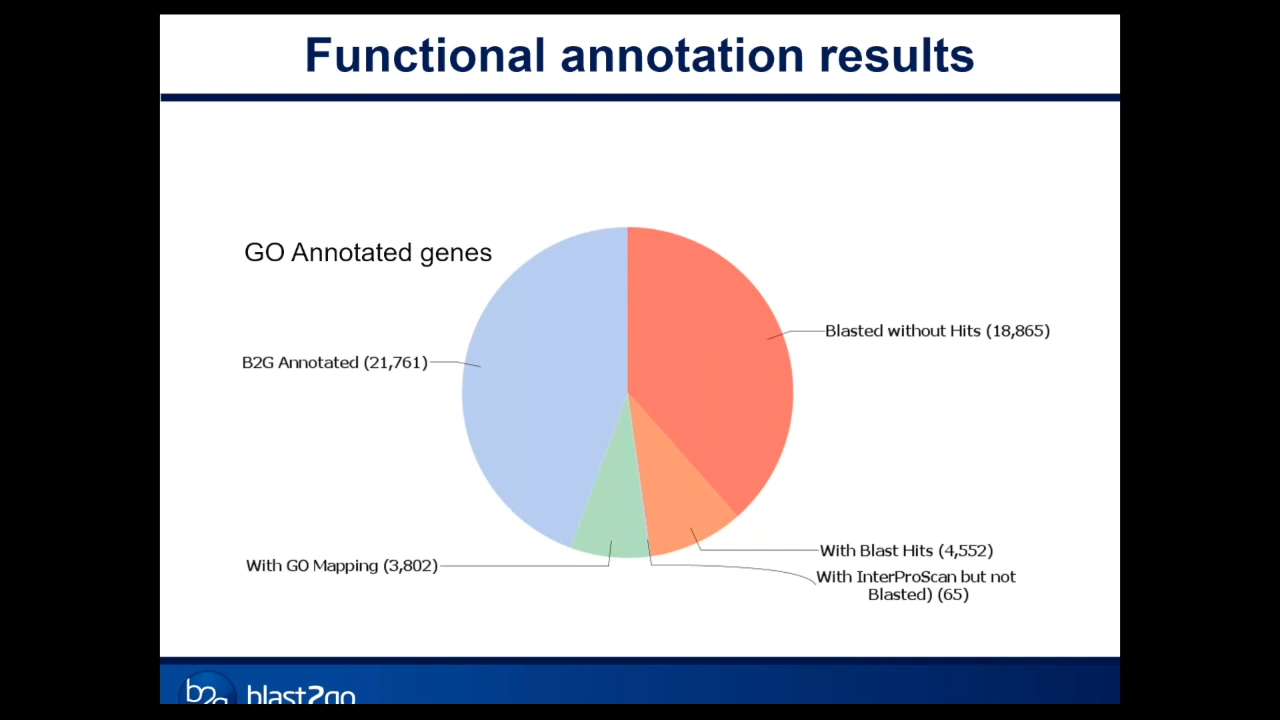 Functional annotation results
GO Annotated genes
Blasted without Hits (18,865)
B2G Annotated (21,761)
With Blast Hits (4,552)
With GO Mapping (3,802)
With InterProScan but not
Blasted) (65)
b2g blast2go